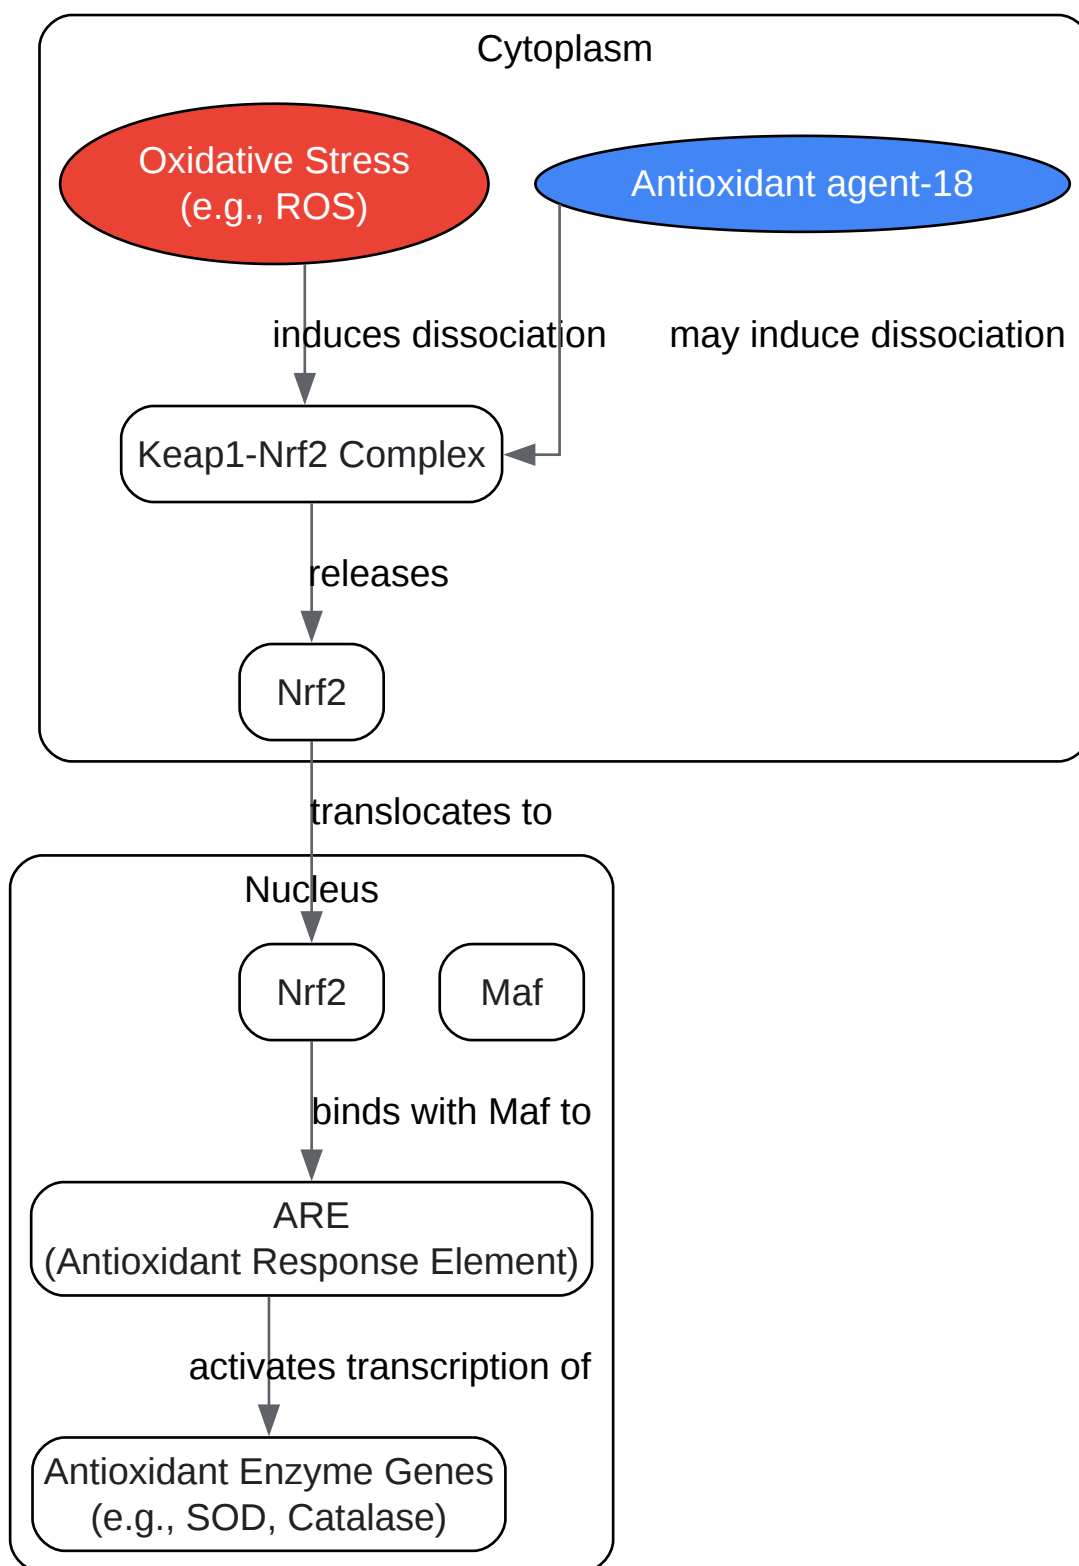 Cytoplasm
Oxidative Stress
(e.g., ROS)
Antioxidant agent-18
induces dissociation
may induce dissociation
Keap1-Nrf2 Complex
releases
Nrf2
translocates to
Nucleus
Nrf2
Maf
binds with Maf to
ARE
(Antioxidant Response Element)
activates transcription of
Antioxidant Enzyme Genes
(e.g., SOD, Catalase)